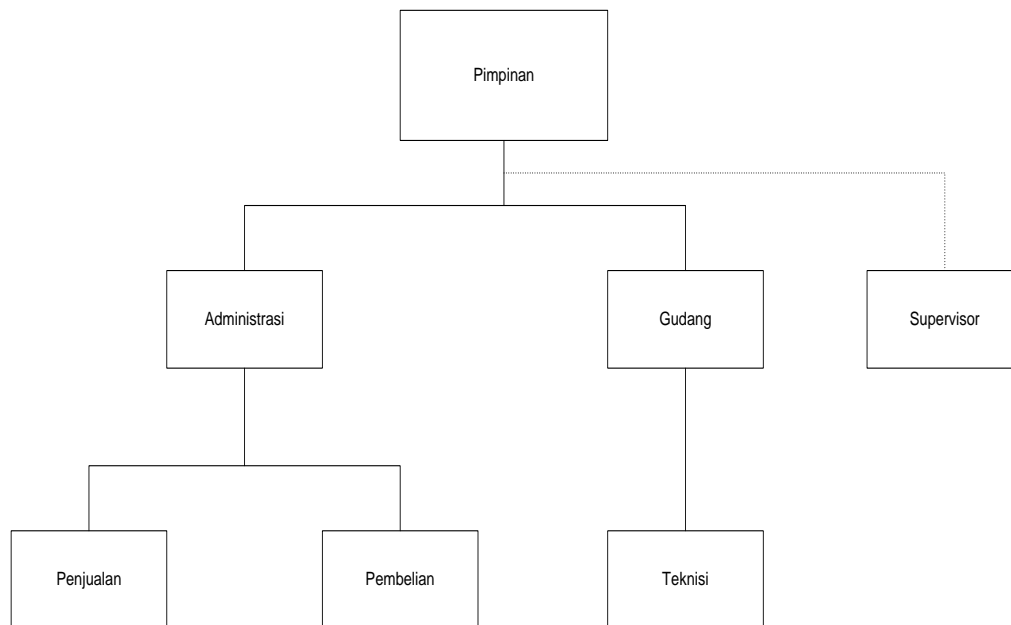 Pimpinan
Administrasi
Gudang
Supervisor
Penjualan
Pembelian
Teknisi